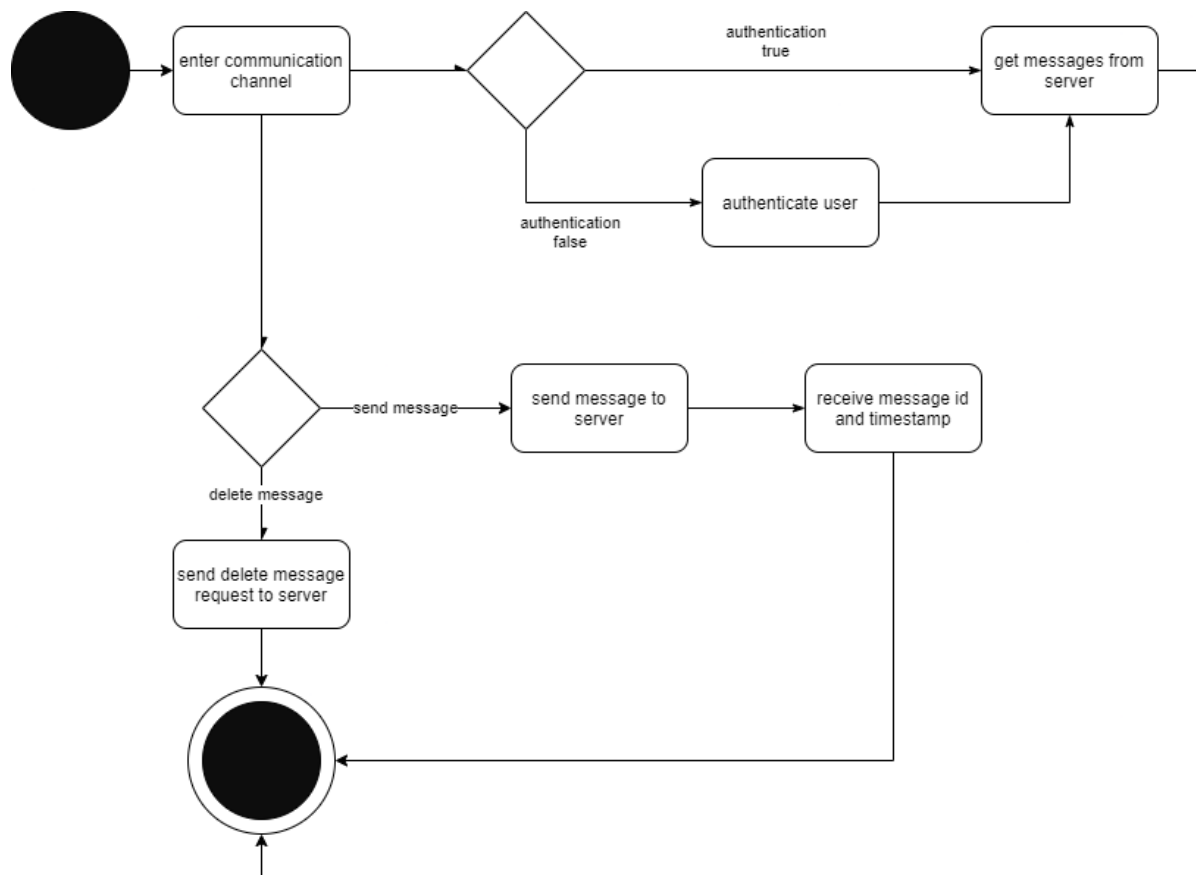 enter communication
channel
authentication
true
get messages from
server
authentication
false
authenticate user
send message
send message to
server
receive message id
and timestamp
delete message
send delete message
request to server